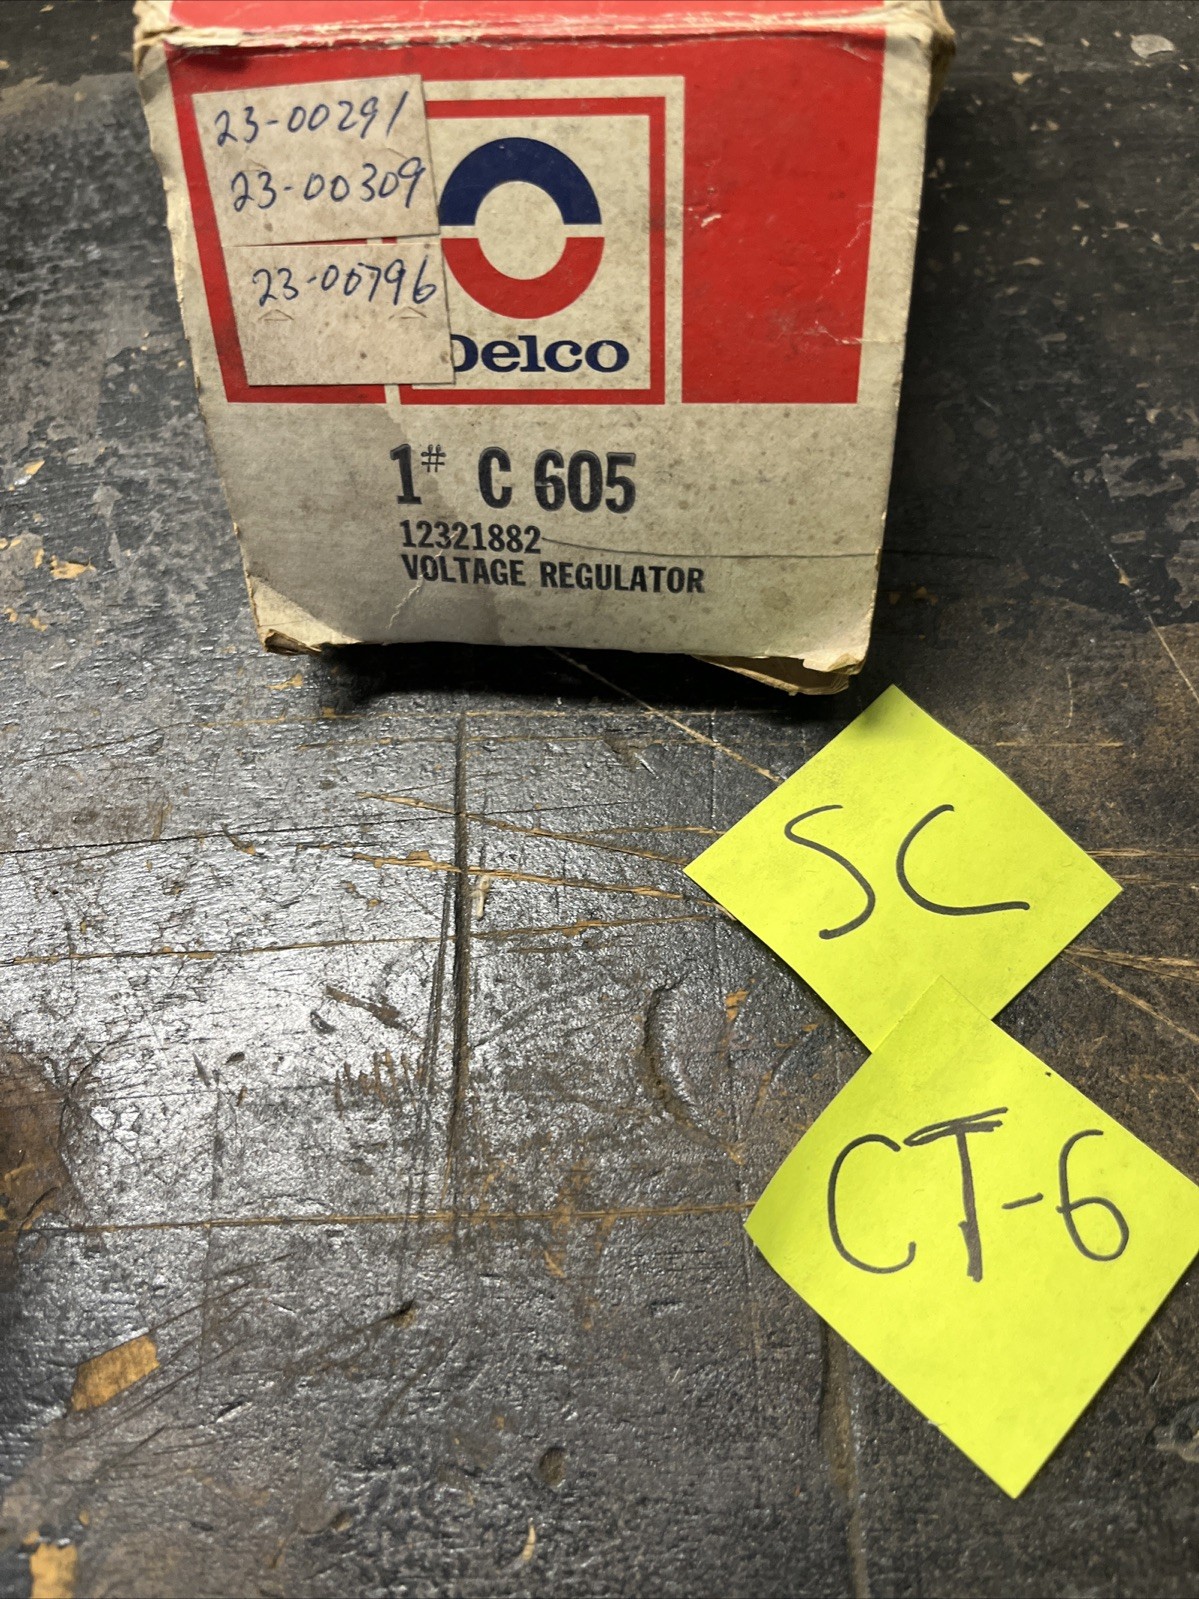 23-00291
23-00309
23-00796
Delco
1# C 605
12321882
VOLTAGE REGULATOR
SC
CT-6